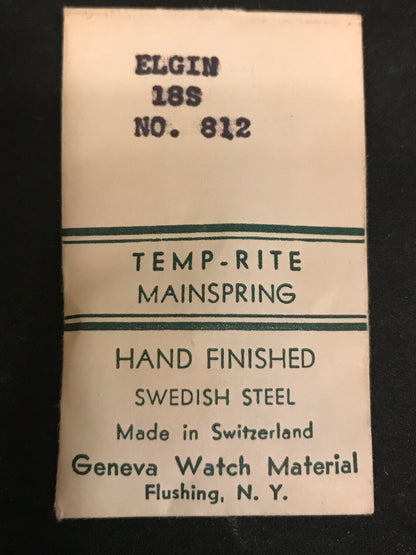 ELGIN
18S
NO. 812
TEMP-RITE
MAINSPRING
HAND FINISHED
SWEDISH STEEL
Made in Switzerland
Geneva Watch Material
Flushing, N. Y.